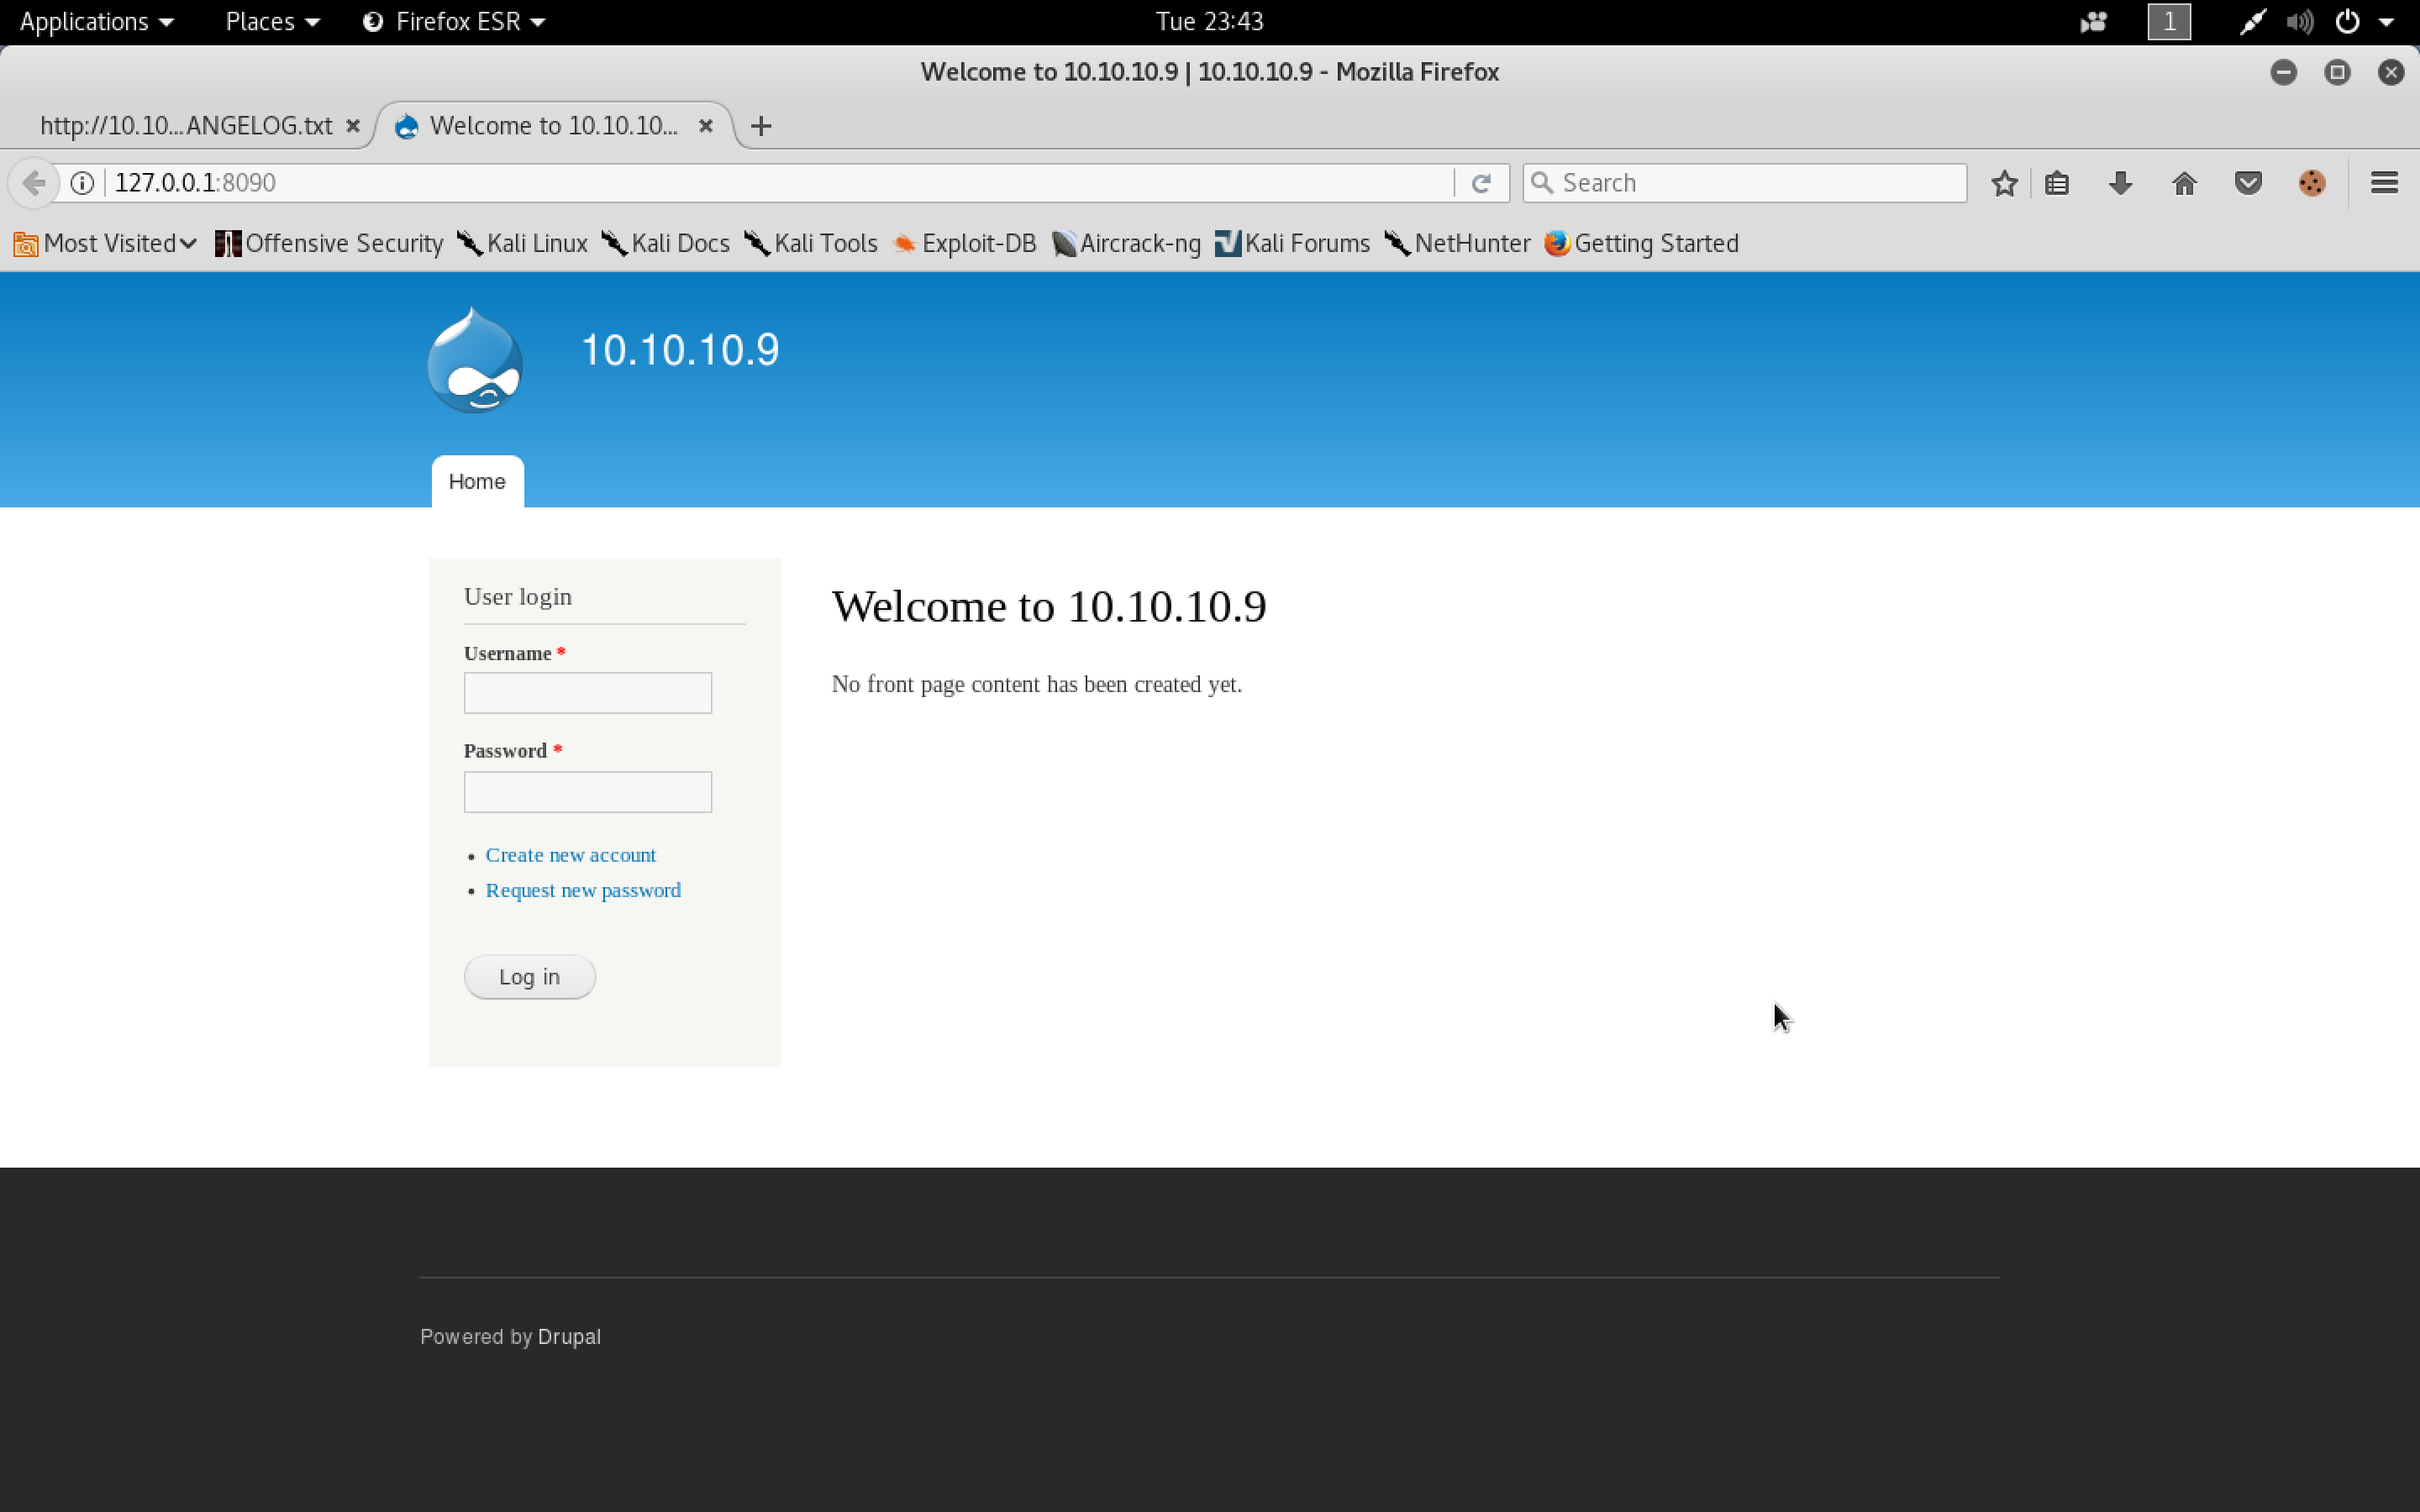 Applications Places Firefox ESR Tue 23:43 1
Welcome to 10.10.10.9 | 10.10.10.9 - Mozilla Firefox
http://10.10...ANGELOG.txt Welcome to 10.10.10...
127.0.0.1:8090 Search
Most Visited Offensive Security Kali Linux Kali Docs Kali Tools Exploit-DB Aircrack-ng Kali Forums NetHunter Getting Started
10.10.10.9
Home
User login
Username *
Password *
Create new account
Request new password
Log in
Welcome to 10.10.10.9
No front page content has been created yet.
Powered by Drupal